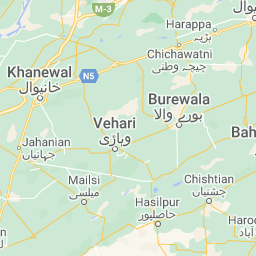 Harappa
ہڑپہ
M-3
Chichawatni
چیچہ وطنی
Khanewal
خانیوال
N5
Burewala
بورے والا
Vehari
وہاڑی
Jahanian
جہانیاں
Bah
Mailsi
میلسی
Chishtian
چشتیاں
Hasilpur
حاصلپور
Haro
آباد